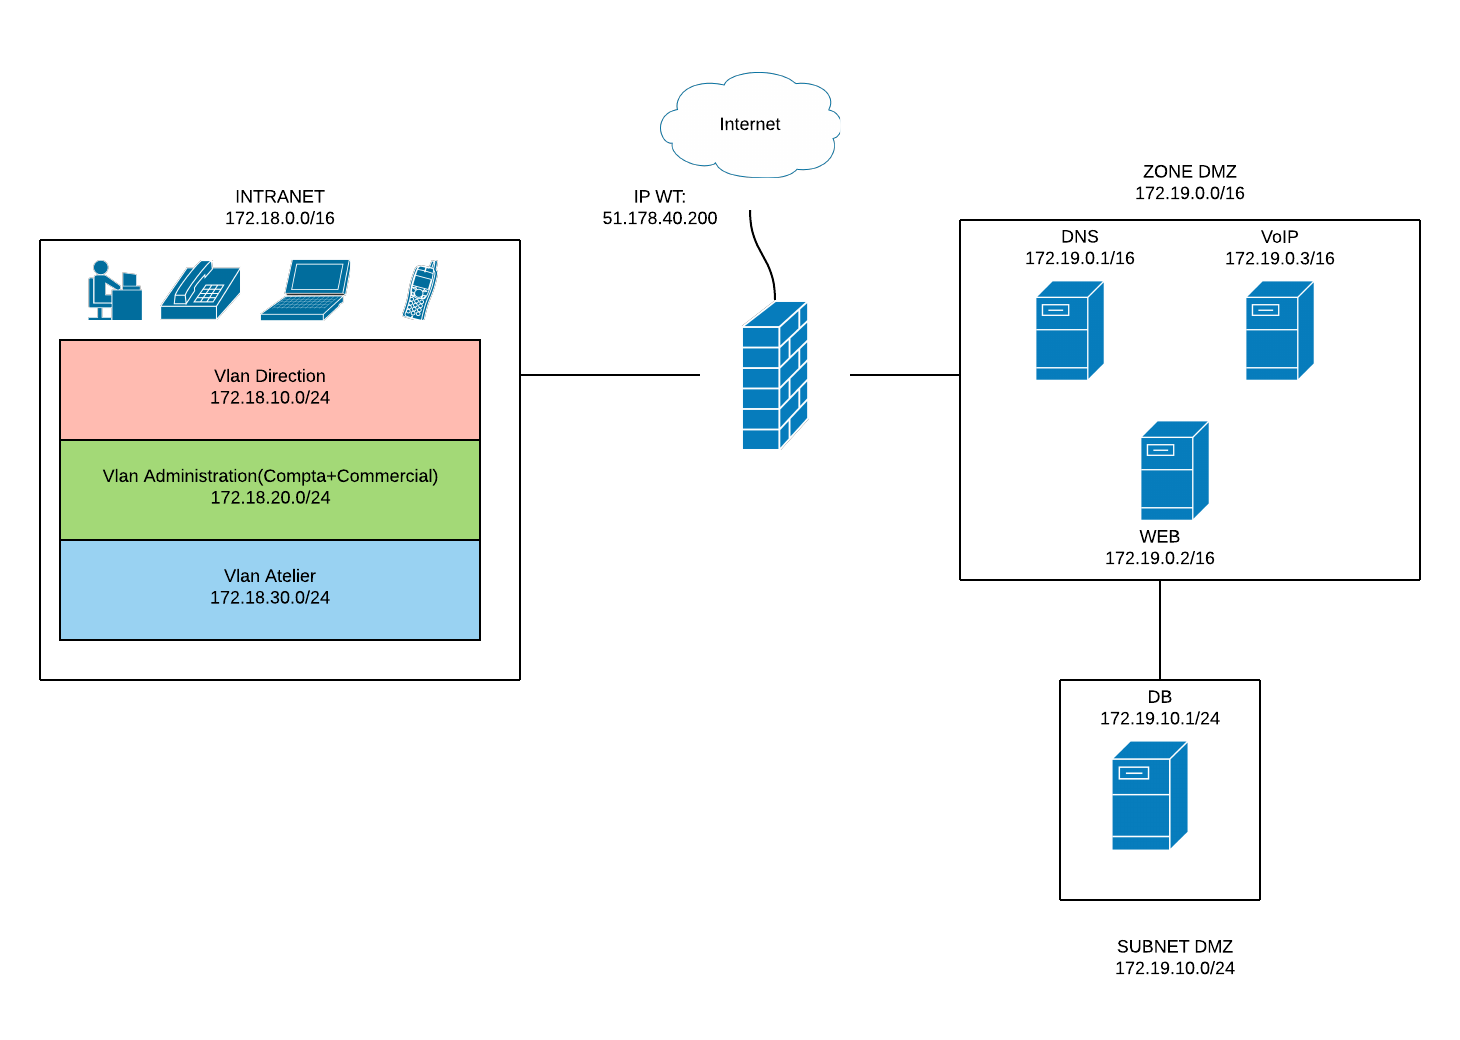 Internet
IP WT:
51.178.40.200
INTRANET
172.18.0.0/16
Vlan Direction
172.18.10.0/24
Vlan Administration(Compta+Commercial)
172.18.20.0/24
Vlan Atelier
172.18.30.0/24
ZONE DMZ
172.19.0.0/16
DNS
172.19.0.1/16
VoIP
172.19.0.3/16
WEB
172.19.0.2/16
DB
172.19.10.1/24
SUBNET DMZ
172.19.10.0/24